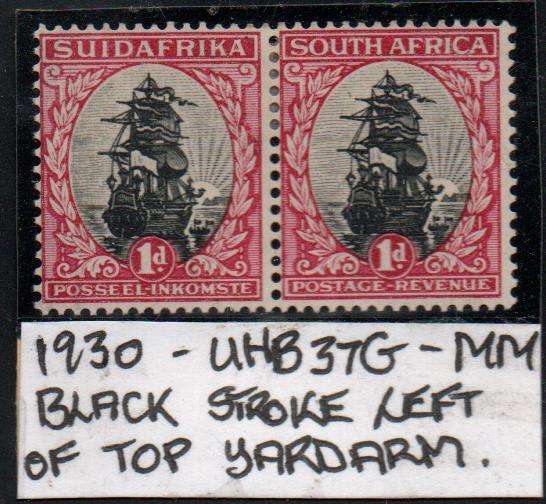 SUIDAFRIKA SOUTH AFRICA
1d 1d
POSSEEL-INKOMSTE POSTAGE-REVENUE
1930 - UHB37G - MM
BLACK STROKE LEFT
OF TOP YARDARM.